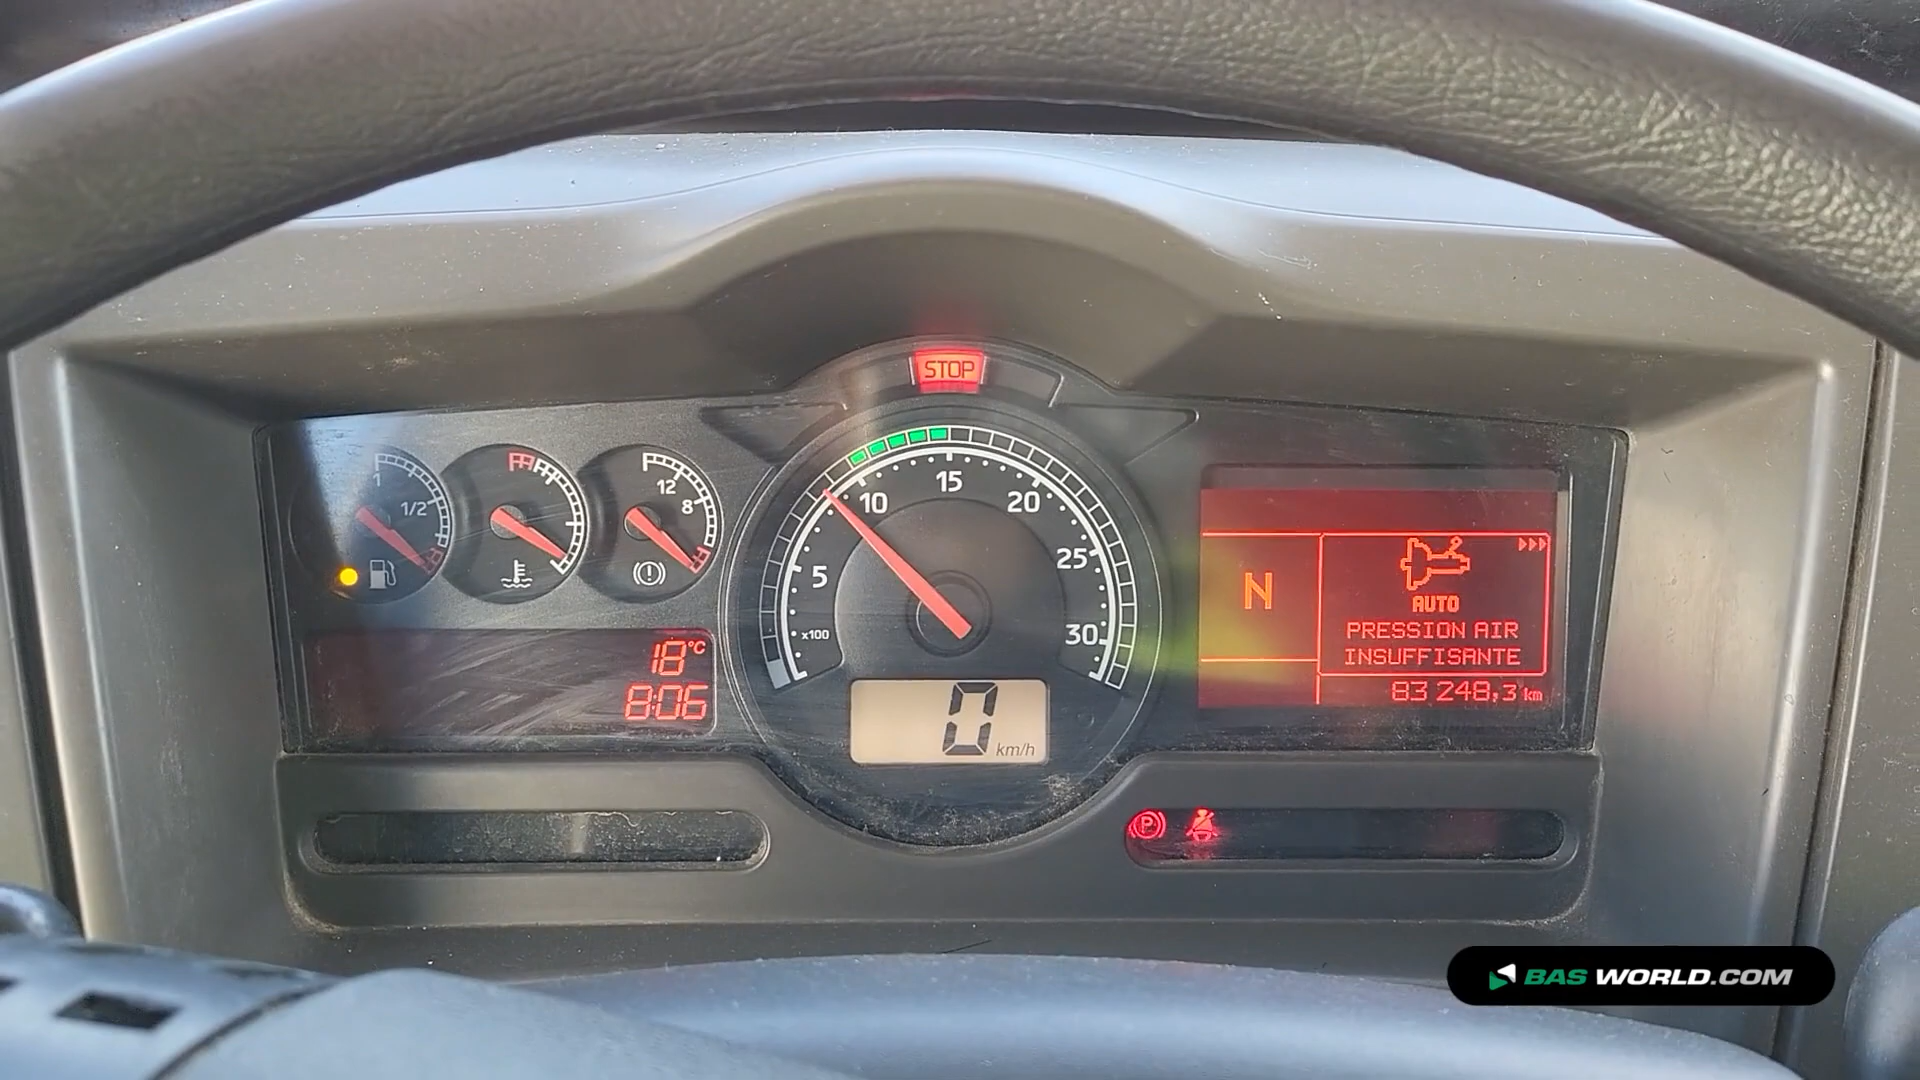 STOP
1
1/2
12
8
5
10
15
20
25
30
x100
18°C
8:06
0
km/h
N
AUTO
PRESSION AIR
INSUFFISANTE
83 248,3 km
P
BAS WORLD.COM